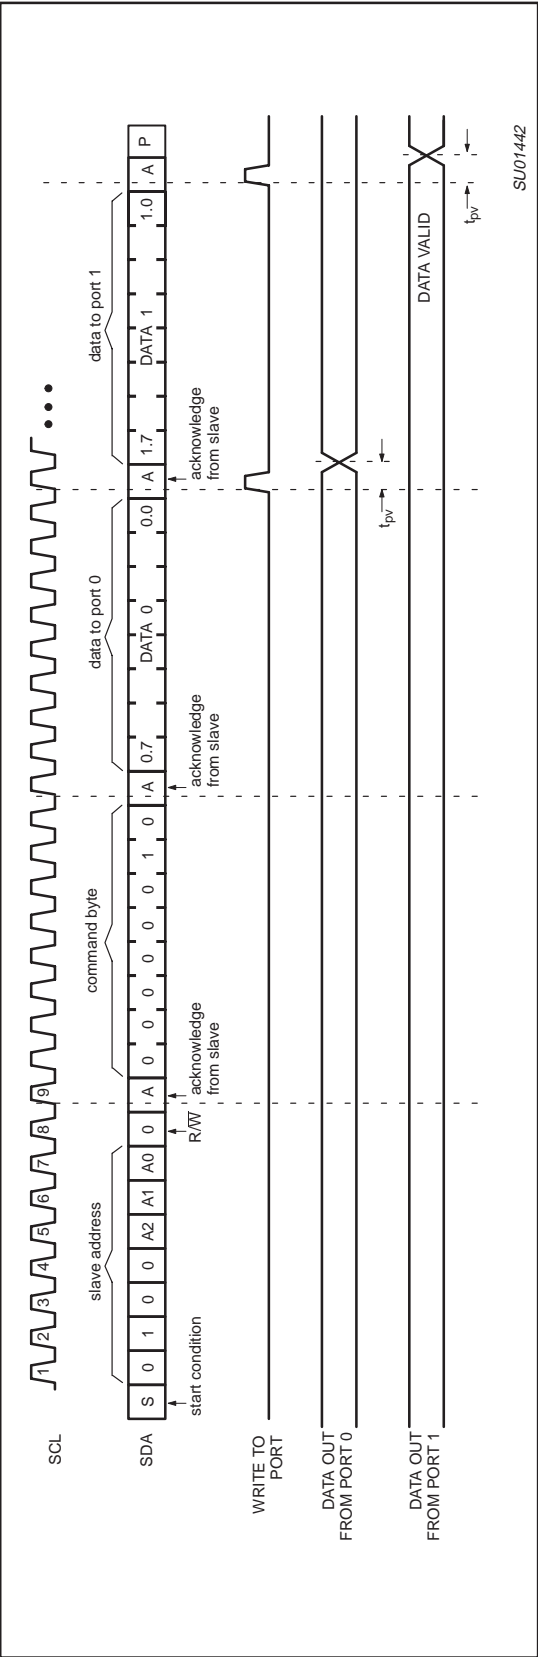 SCL
1 2 3 4 5 6 7 8 9
slave address
command byte
data to port 0
data to port 1
SDA
S 0 1 0 0 A2 A1 A0 0 A 0 0 0 0 0 0 1 0 A 0.7 DATA 0 0.0 A 1.7 DATA 1 1.0 A P
start condition
R/W̅
acknowledge
from slave
acknowledge
from slave
acknowledge
from slave
WRITE TO
PORT
DATA OUT
FROM PORT 0
tpv
DATA OUT
FROM PORT 1
DATA VALID
tpv
SU01442